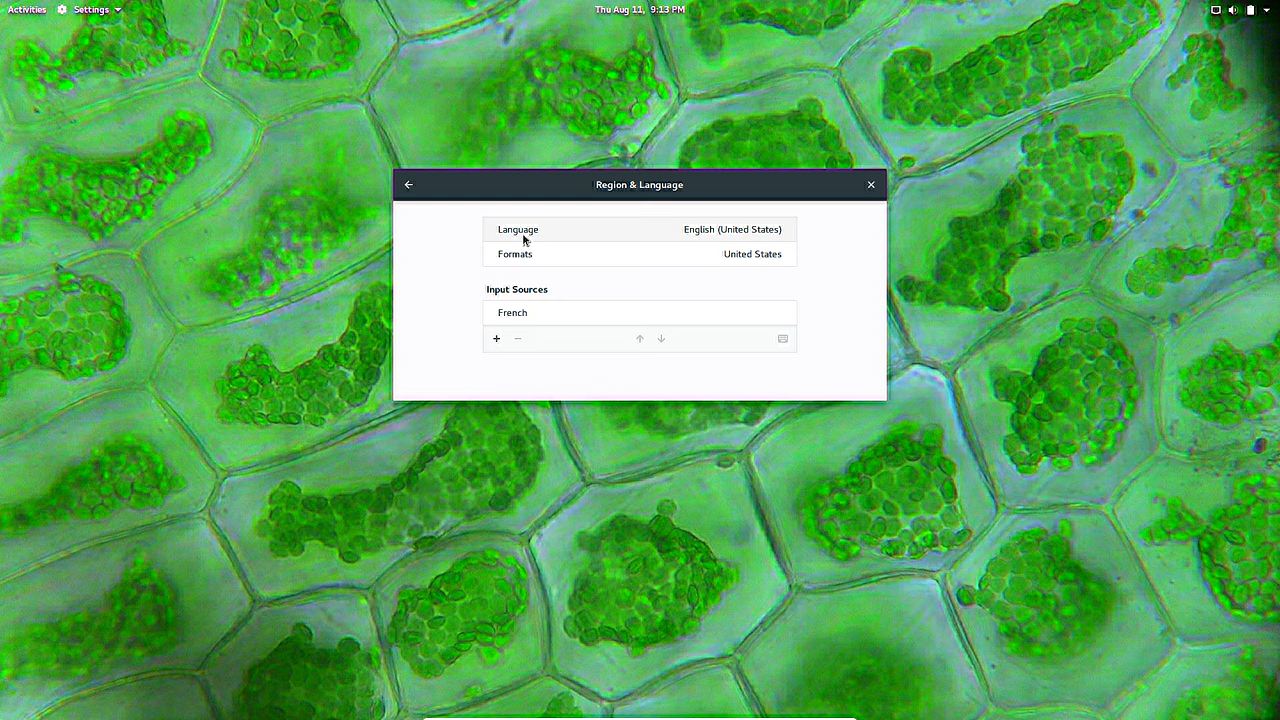 Activities Settings Thu Aug 11, 9:13 PM
Region & Language
Language English (United States)
Formats United States
Input Sources
French